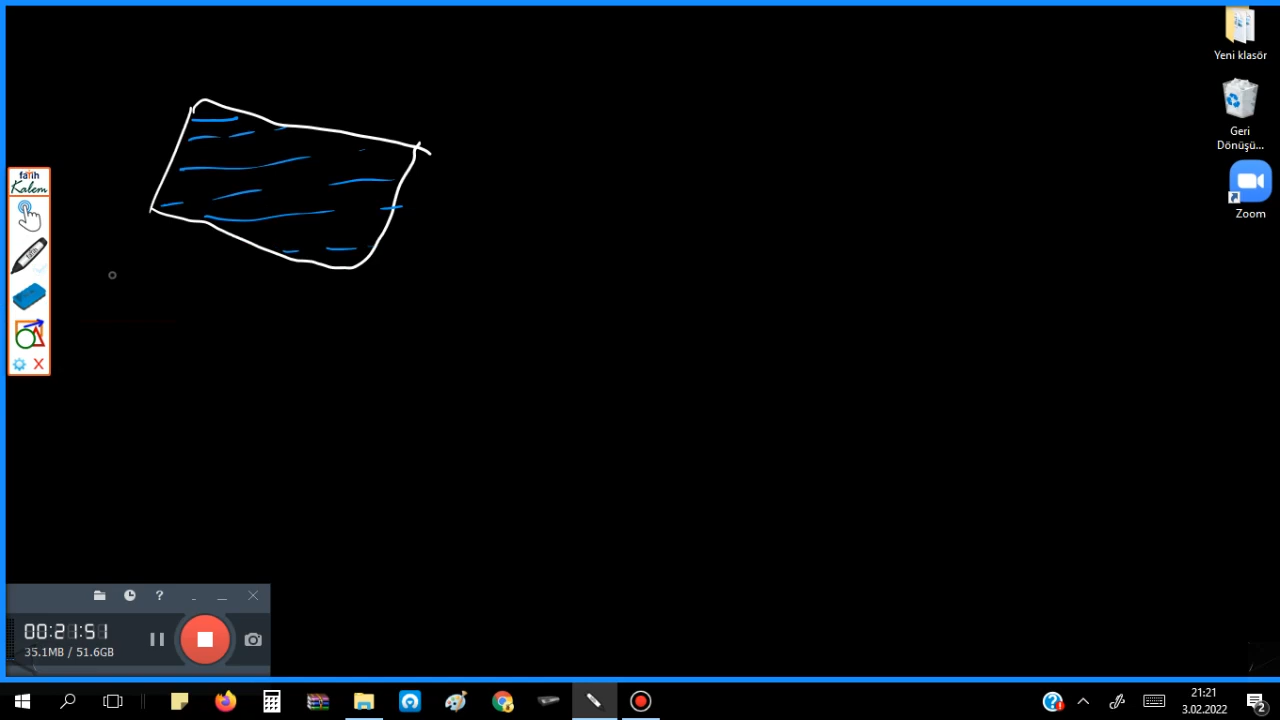 Yeni klasör
Geri
Dönüşü...
Zoom
fatih
Kalem
?
00:21:51
35.1MB / 51.6GB
21:21
3.02.2022
2